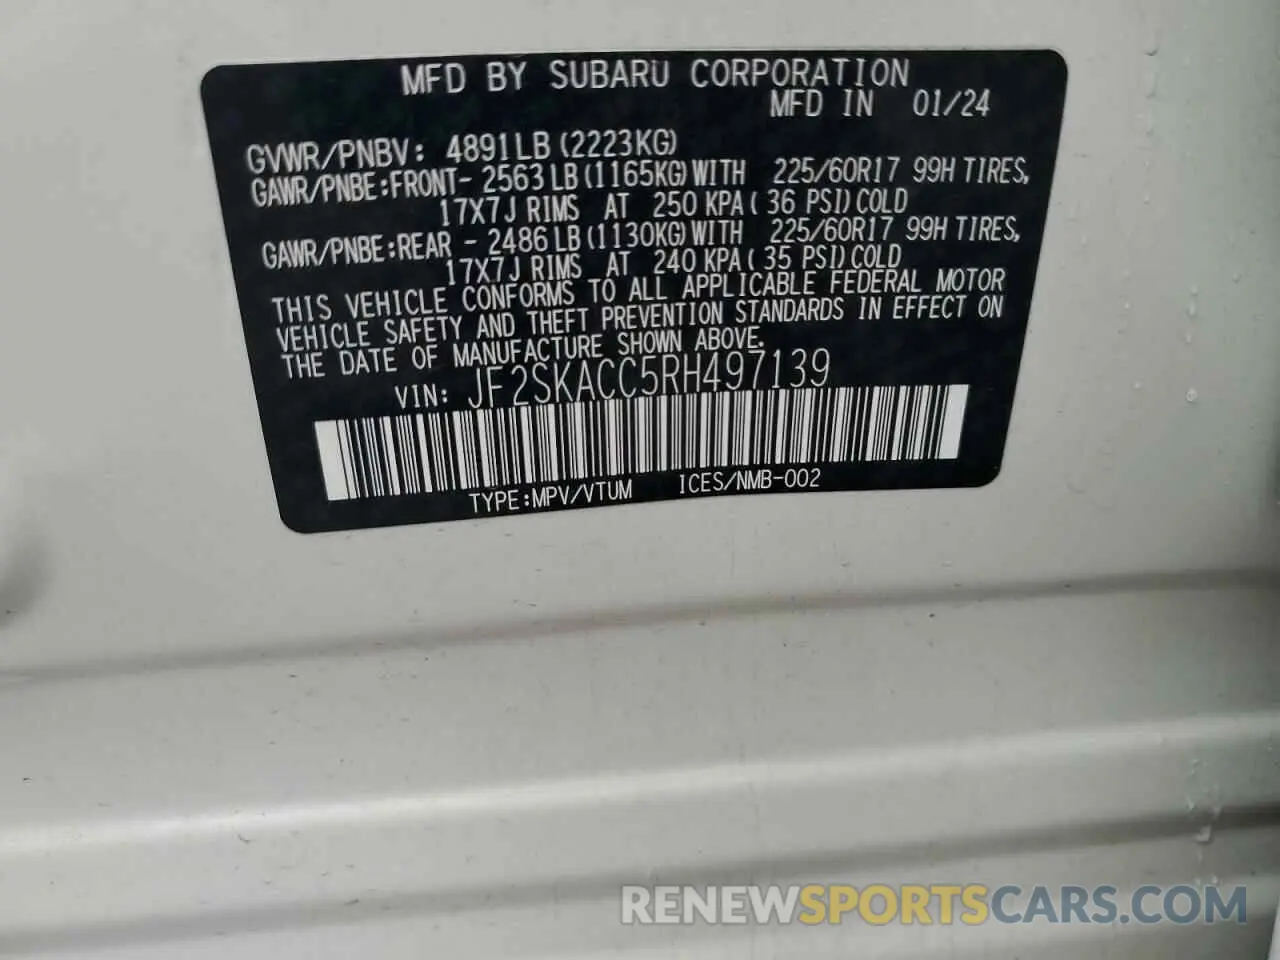 MFD BY SUBARU CORPORATION
MFD IN 01/24
GVWR/PNBV: 4891LB (2223KG)
GAWR/PNBE:FRONT- 2563LB(1165KG)WITH 225/60R17 99H TIRES,
17X7J RIMS AT 250 KPA( 36 PSI)COLD
GAWR/PNBE:REAR - 2486LB(1130KG)WITH 225/60R17 99H TIRES,
17X7J RIMS AT 240 KPA( 35 PSI)COLD
THIS VEHICLE CONFORMS TO ALL APPLICABLE FEDERAL MOTOR
VEHICLE SAFETY AND THEFT PREVENTION STANDARDS IN EFFECT ON
THE DATE OF MANUFACTURE SHOWN ABOVE.
VIN: JF2SKACC5RH497139
TYPE:MPV/VTUM ICES/NMB-002
RENEWSPORTSCARS.COM